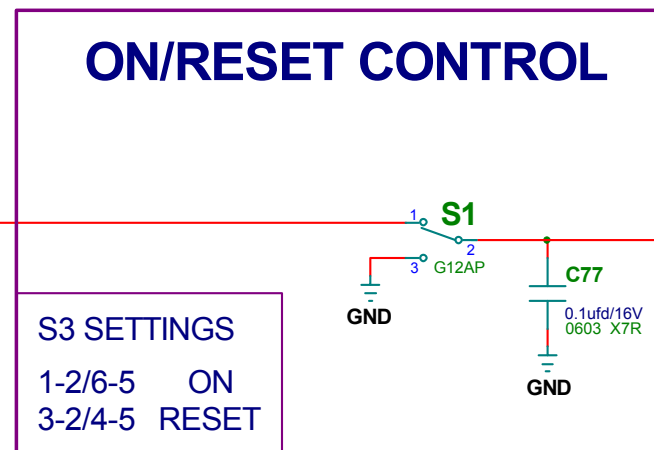 ON/RESET CONTROL
1 S1
2
3 G12AP
GND
C77
0.1ufd/16V
0603 X7R
GND
S3 SETTINGS
1-2/6-5 ON
3-2/4-5 RESET